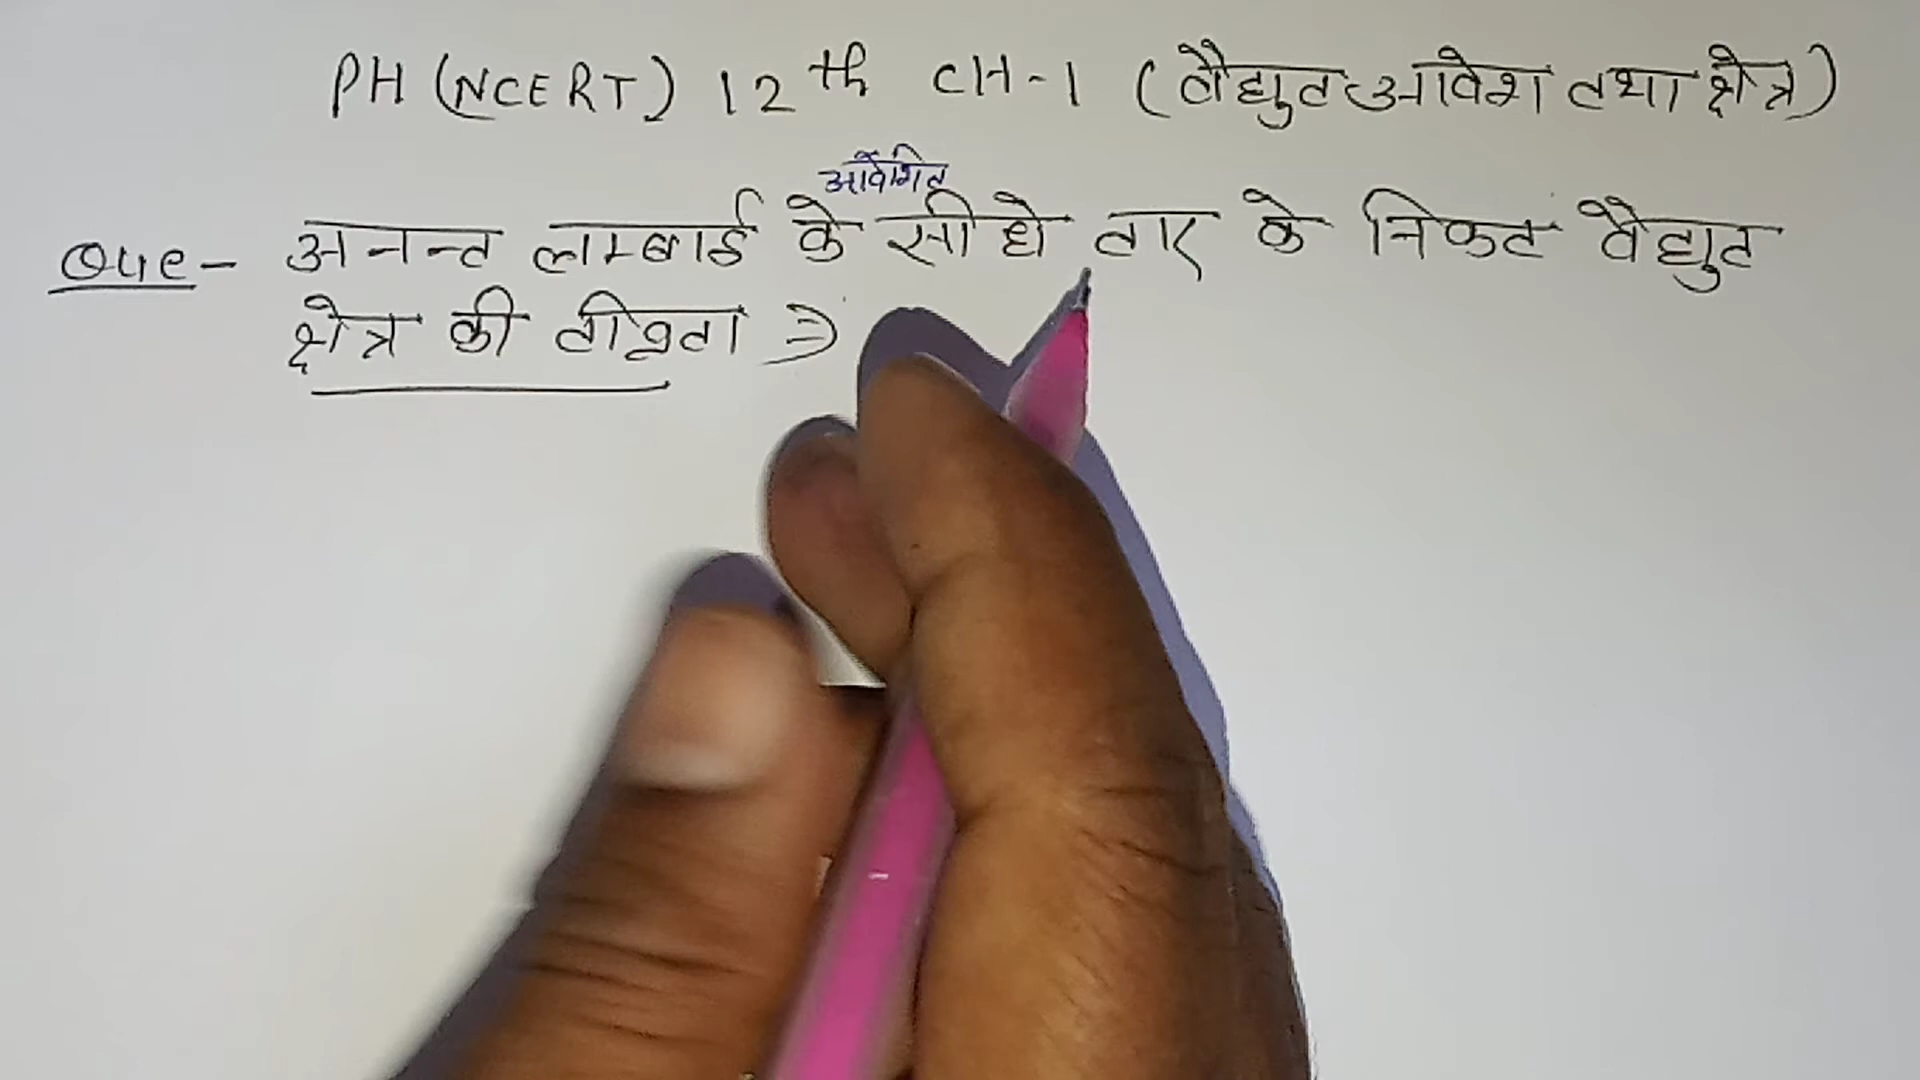 PH (NCERT) 12th CH-1 (वैद्युत आवेश तथा क्षेत्र)
आवेशित
Que- अनन्त लम्बाई के सीधे तार के निकट वैद्युत
क्षेत्र की तीव्रता ⇒